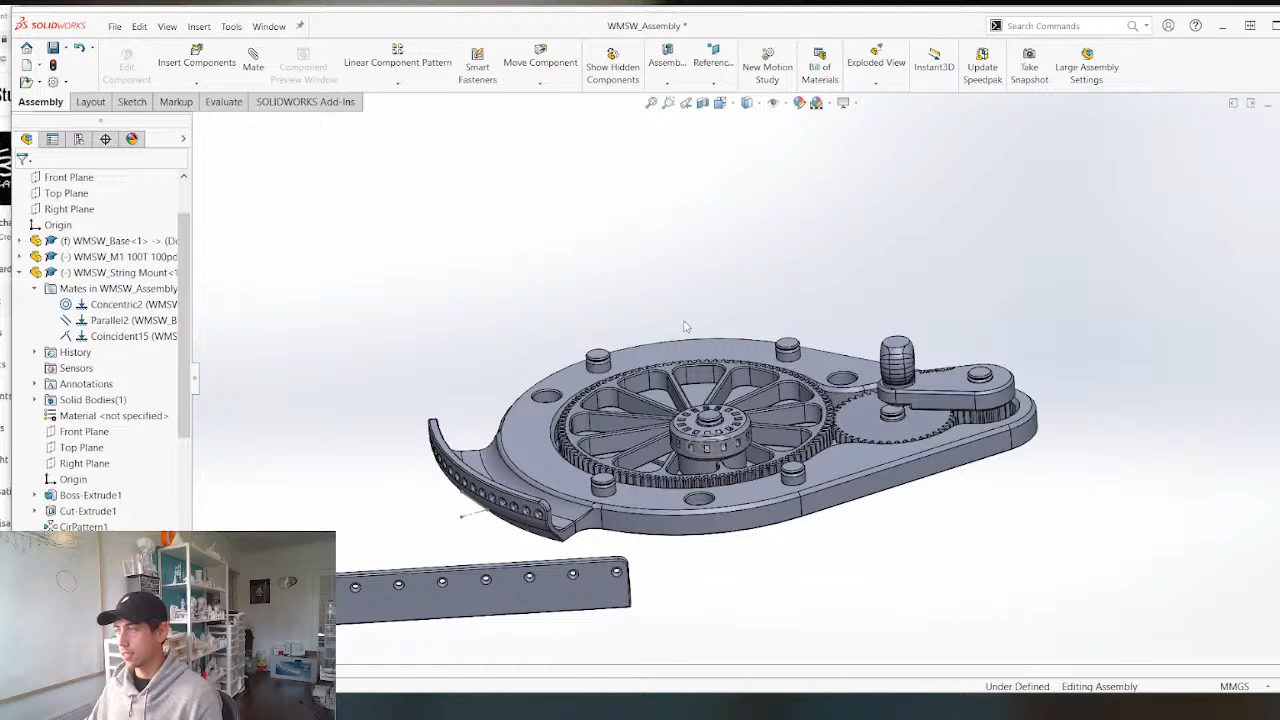 SOLIDWORKS File Edit View Insert Tools Window WMSW_Assembly * Search Commands
Edit Component Insert Components Mate Component Preview Window Linear Component Pattern Smart Fasteners Move Component Show Hidden Components Assemb... Referenc... New Motion Study Bill of Materials Exploded View Instant3D Update Speedpak Take Snapshot Large Assembly Settings
Assembly Layout Sketch Markup Evaluate SOLIDWORKS Add-Ins
Front Plane
Top Plane
Right Plane
Origin
(f) WMSW_Base<1> -> (De
(-) WMSW_M1 100T 100pd
(-) WMSW_String Mount<1
Mates in WMSW_Assembly
Concentric2 (WMSW
Parallel2 (WMSW_B
Coincident15 (WMS
History
Sensors
Annotations
Solid Bodies(1)
Material <not specified>
Front Plane
Top Plane
Right Plane
Origin
Boss-Extrude1
Cut-Extrude1
CirPattern1
Under Defined Editing Assembly MMGS